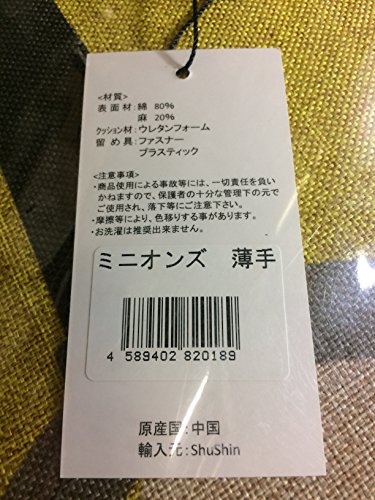 <材質>
表面材：綿 80%
麻 20%
クッション材：ウレタンフォーム
留め具：ファスナー
プラスティック
<注意事項>
・商品使用による事故等には、一切責任を負い
かねますので、保護者の十分な管理下の元で
ご使用され、落下等にご注意下さい。
・摩擦等により、色移りする事があります。
・お洗濯は推奨出来ません。
ミニオンズ 薄手
4 589402 820189
原産国：中国
輸入元：ShuShin